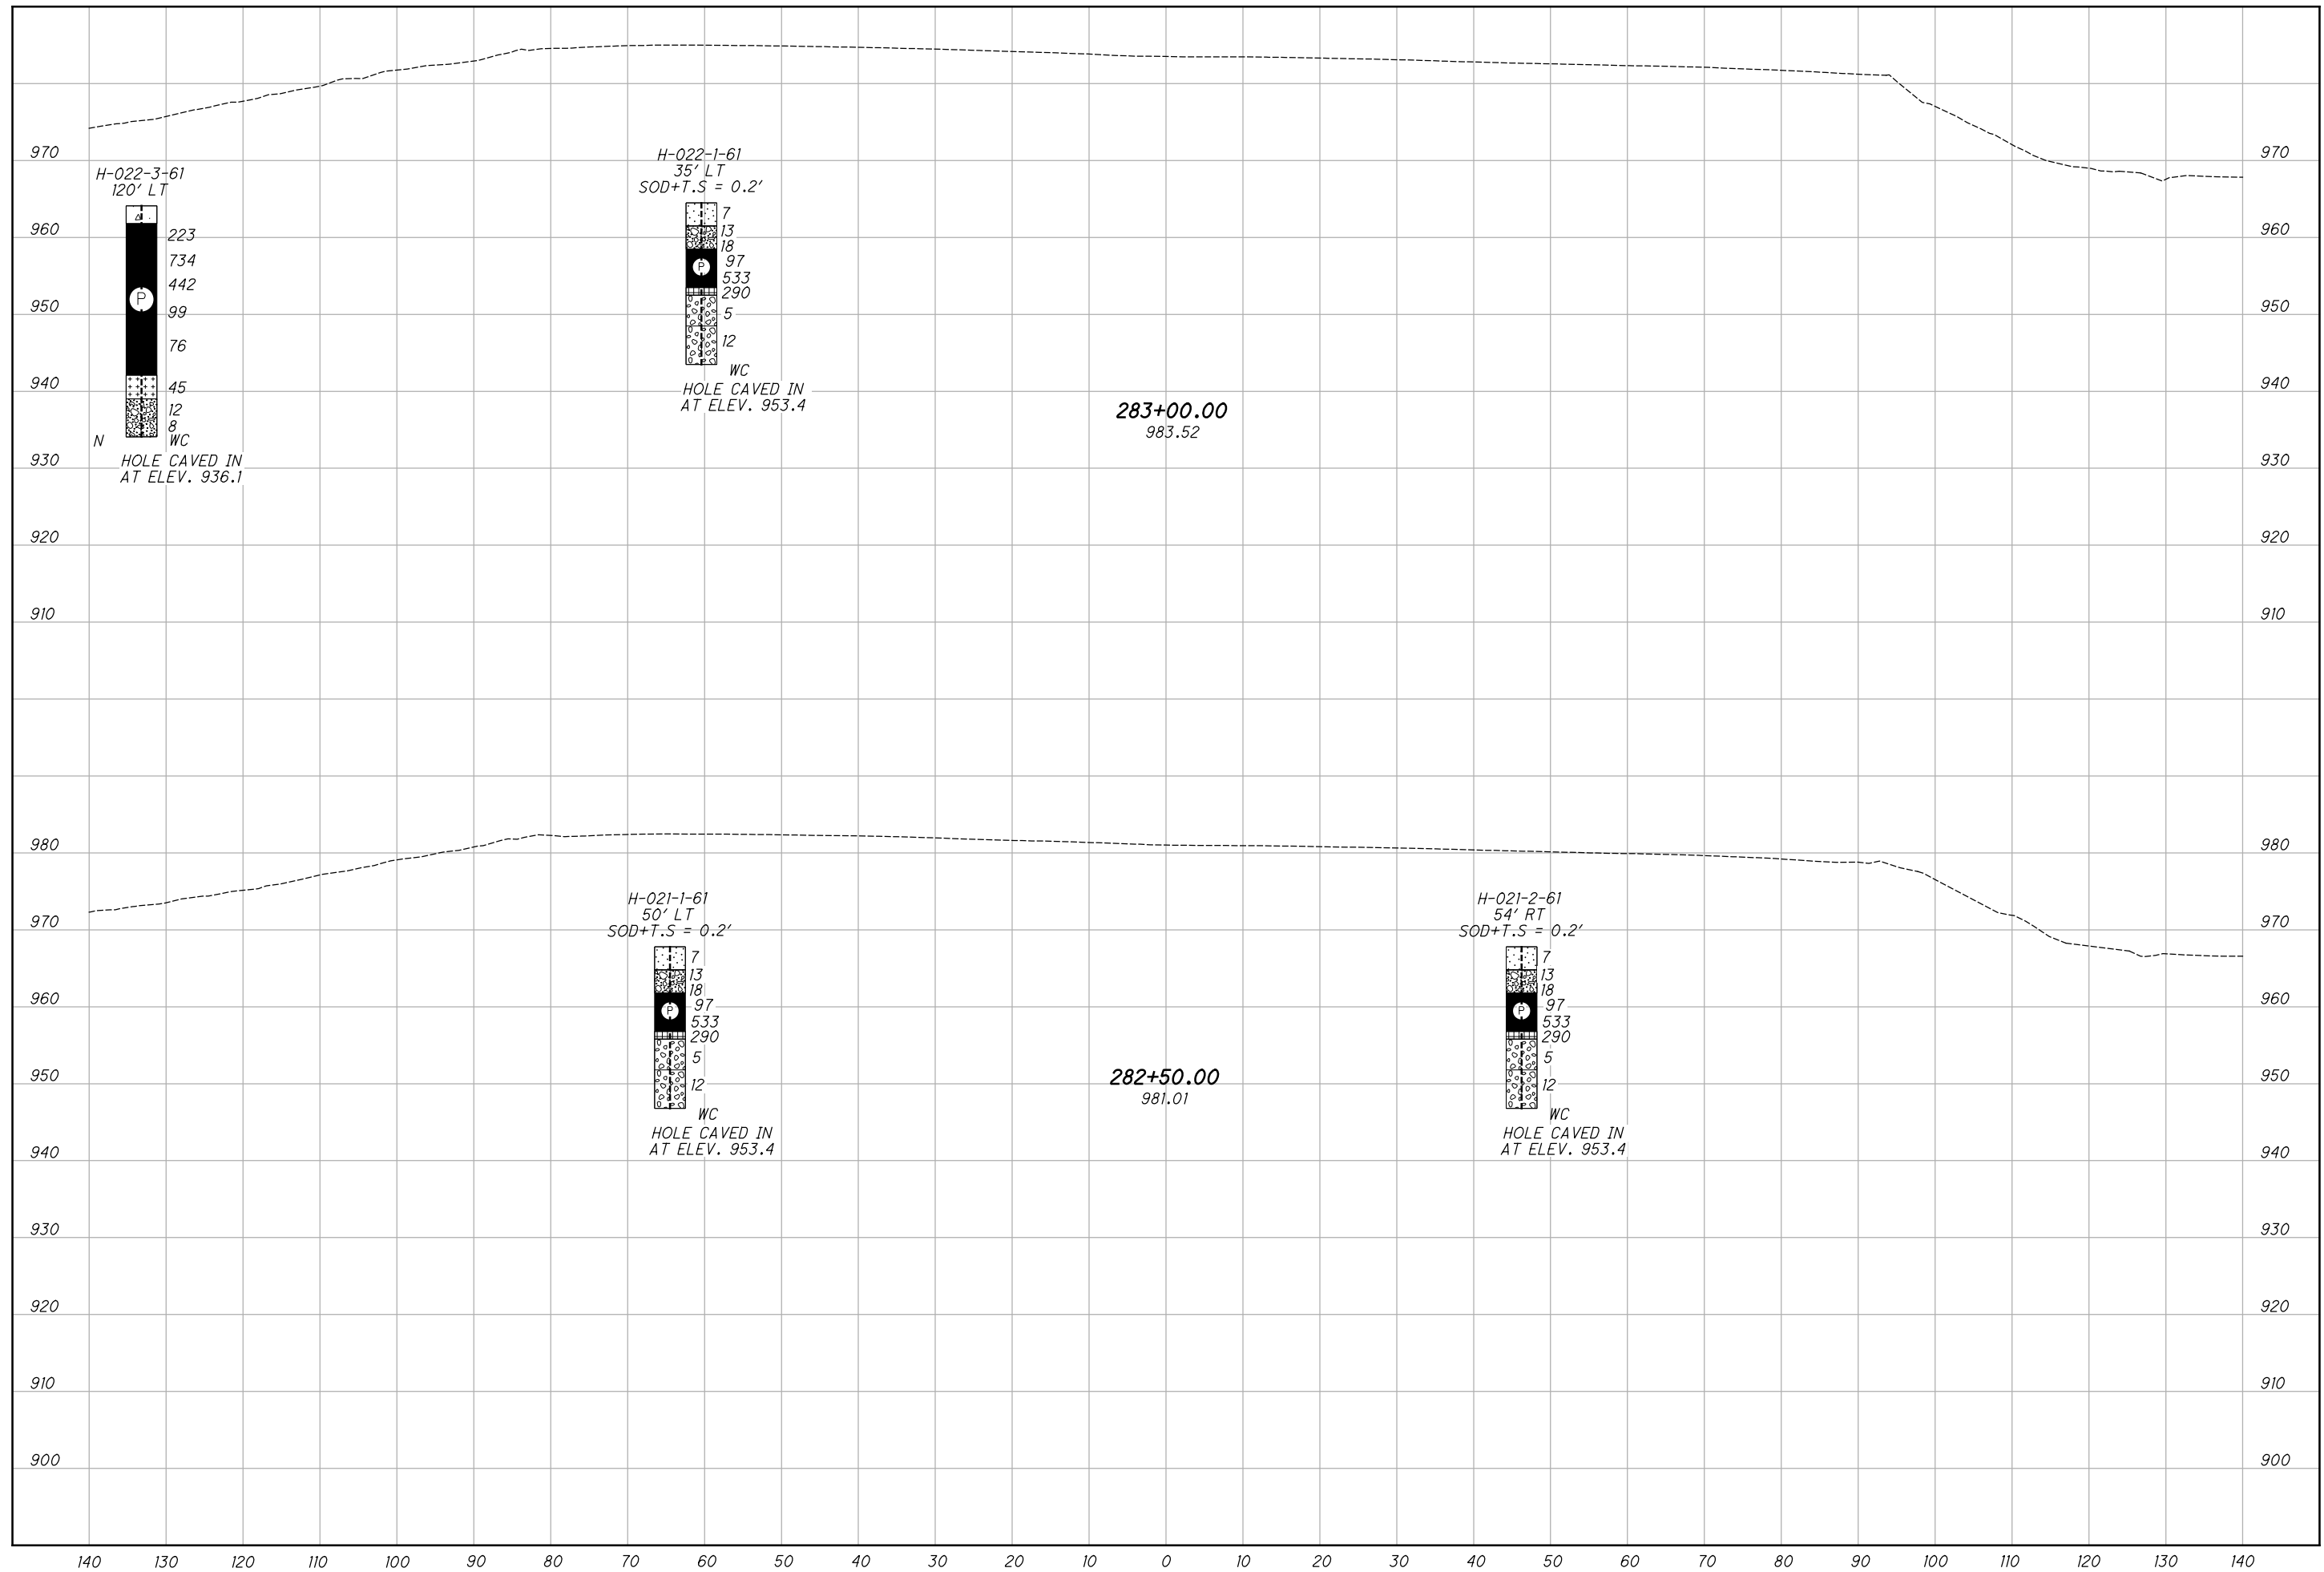 970 970
H-022-3-61
120' LT
H-022-1-61
35' LT
SOD+T.S = 0.2'
7
13
18
97
533
290
5
12
WC
HOLE CAVED IN
AT ELEV. 953.4
960 960
223
734
442
99
76
45
12
8
N WC
HOLE CAVED IN
AT ELEV. 936.1
P
P
950 950
940 940
283+00.00
983.52
930 930
920 920
910 910
980 980
H-021-1-61
50' LT
SOD+T.S = 0.2'
7
13
18
97
533
290
5
12
WC
HOLE CAVED IN
AT ELEV. 953.4
P
H-021-2-61
54' RT
SOD+T.S = 0.2'
7
13
18
97
533
290
5
12
WC
HOLE CAVED IN
AT ELEV. 953.4
P
970 970
960 960
950 950
282+50.00
981.01
940 940
930 930
920 920
910 910
900 900
140 130 120 110 100 90 80 70 60 50 40 30 20 10 0 10 20 30 40 50 60 70 80 90 100 110 120 130 140